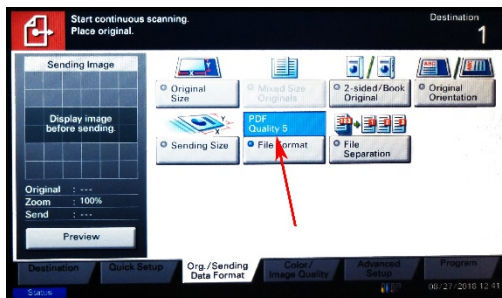 Start continuous scanning.
Place original.
Destination
1
Sending Image
Display image
before sending.
Original : ---
Zoom : 100%
Send : ---
Preview
Original
Size
Mixed Size
Originals
2-sided/Book
Original
ABC
Original
Orientation
Y
X
Sending Size
PDF
Quality 5
File Format
File
Separation
Destination
Quick Setup
Org./Sending
Data Format
Color/
Image Quality
Advanced
Setup
Program
Status
08/27/2018 12:41